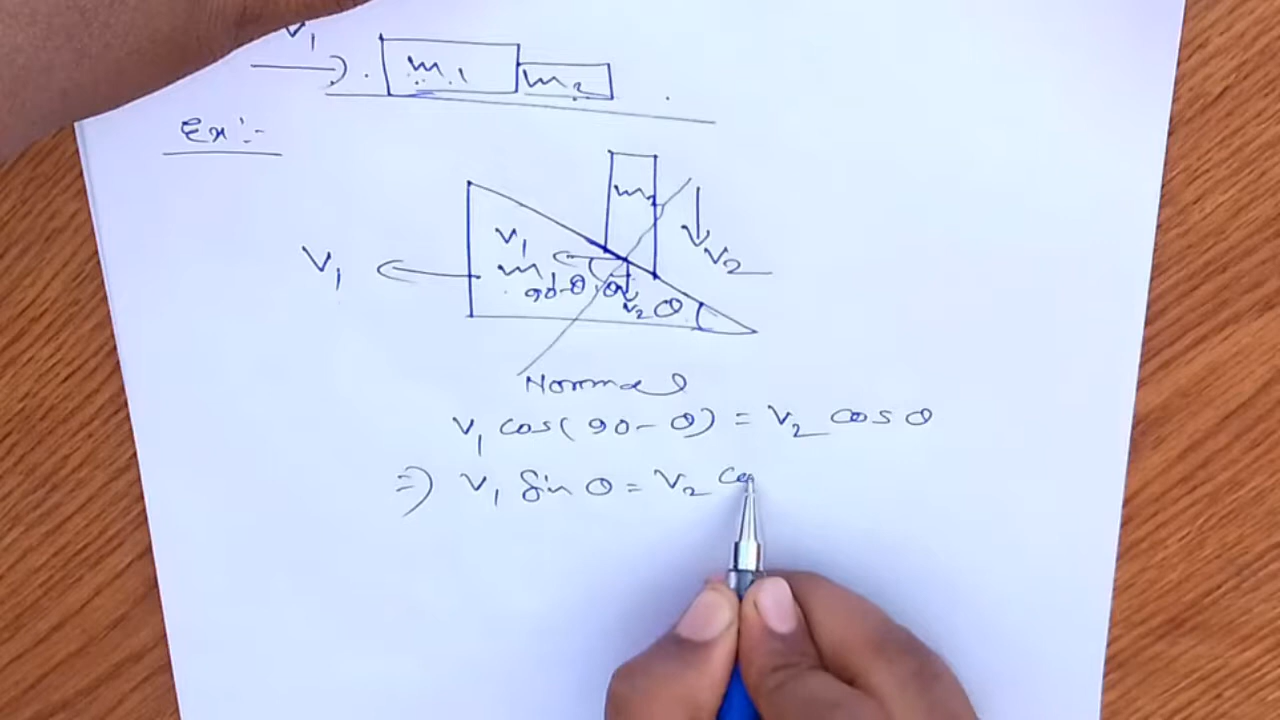 V₁
m₁ m₂
Ex:-
m₂
V₁ V₁ V₂
m₁
90-θ θ V₂ θ
Normal
V₁ cos(90-θ) = V₂ cos θ
⇒ V₁ Sin θ = V₂ co